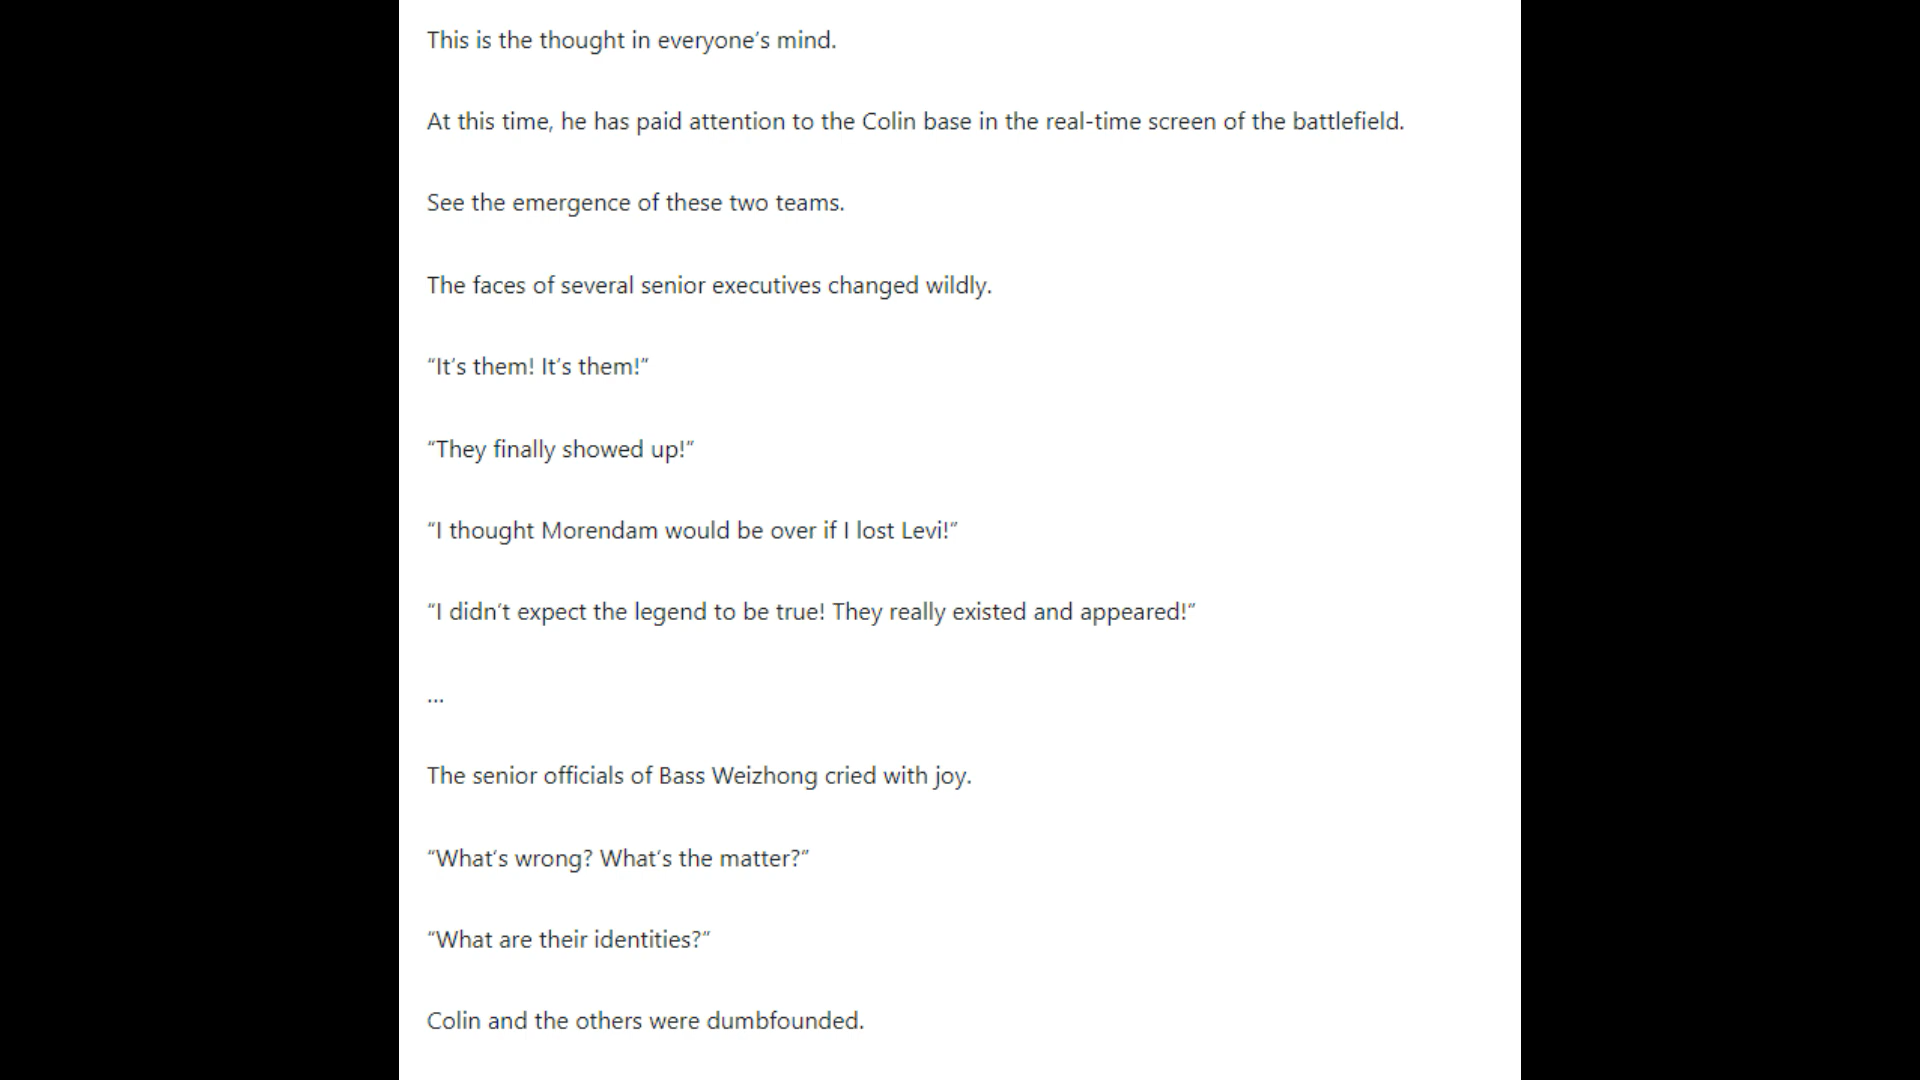 This is the thought in everyone’s mind.
At this time, he has paid attention to the Colin base in the real-time screen of the battlefield.
See the emergence of these two teams.
The faces of several senior executives changed wildly.
“It’s them! It’s them!”
“They finally showed up!”
“I thought Morendam would be over if I lost Levi!”
“I didn’t expect the legend to be true! They really existed and appeared!”
…
The senior officials of Bass Weizhong cried with joy.
“What’s wrong? What’s the matter?”
“What are their identities?”
Colin and the others were dumbfounded.